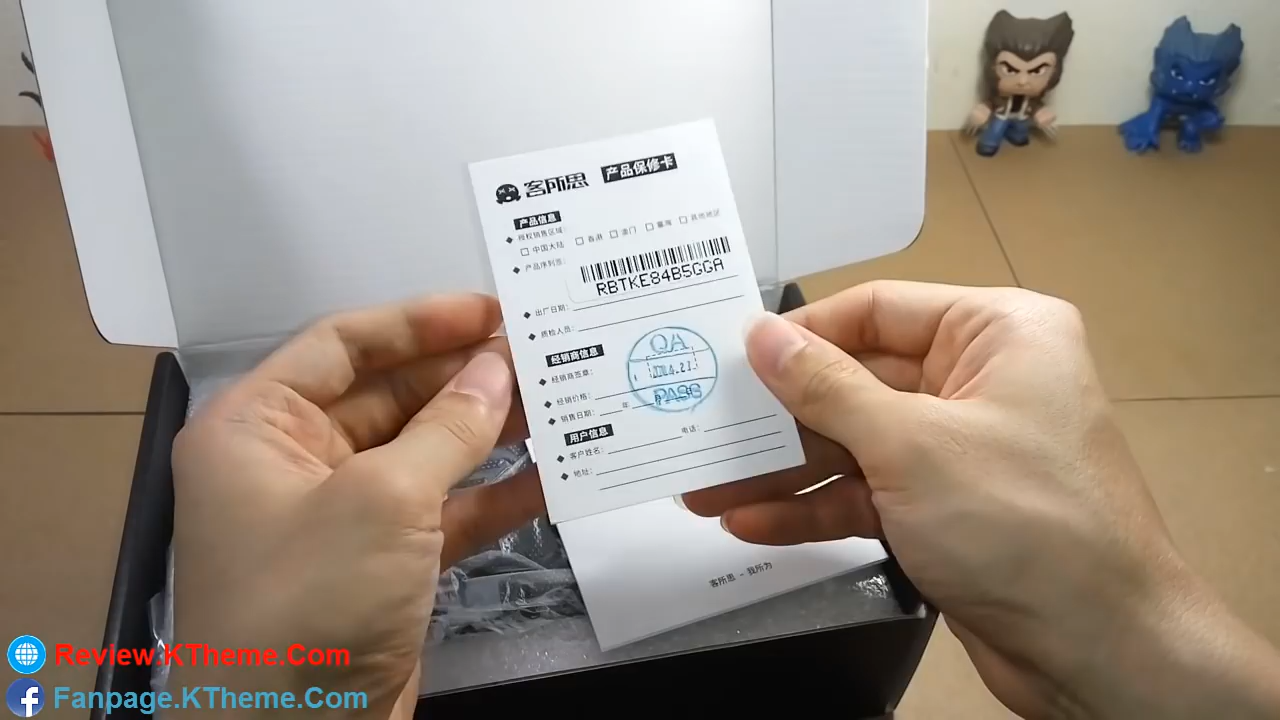 客所思 产品保修卡
产品信息
授权销售区域:
中国大陆 香港 澳门 臺灣 其他地区
产品序列签:
RBTKE84B5GGA
出厂日期:
质检人员:
QA
PASS
经销商信息
经销商签章:
经销价格:
销售日期: 年
用户信息
客户姓名: 电话:
地址:
客所思 - 我所为
Review.KTheme.Com
Fanpage.KTheme.Com